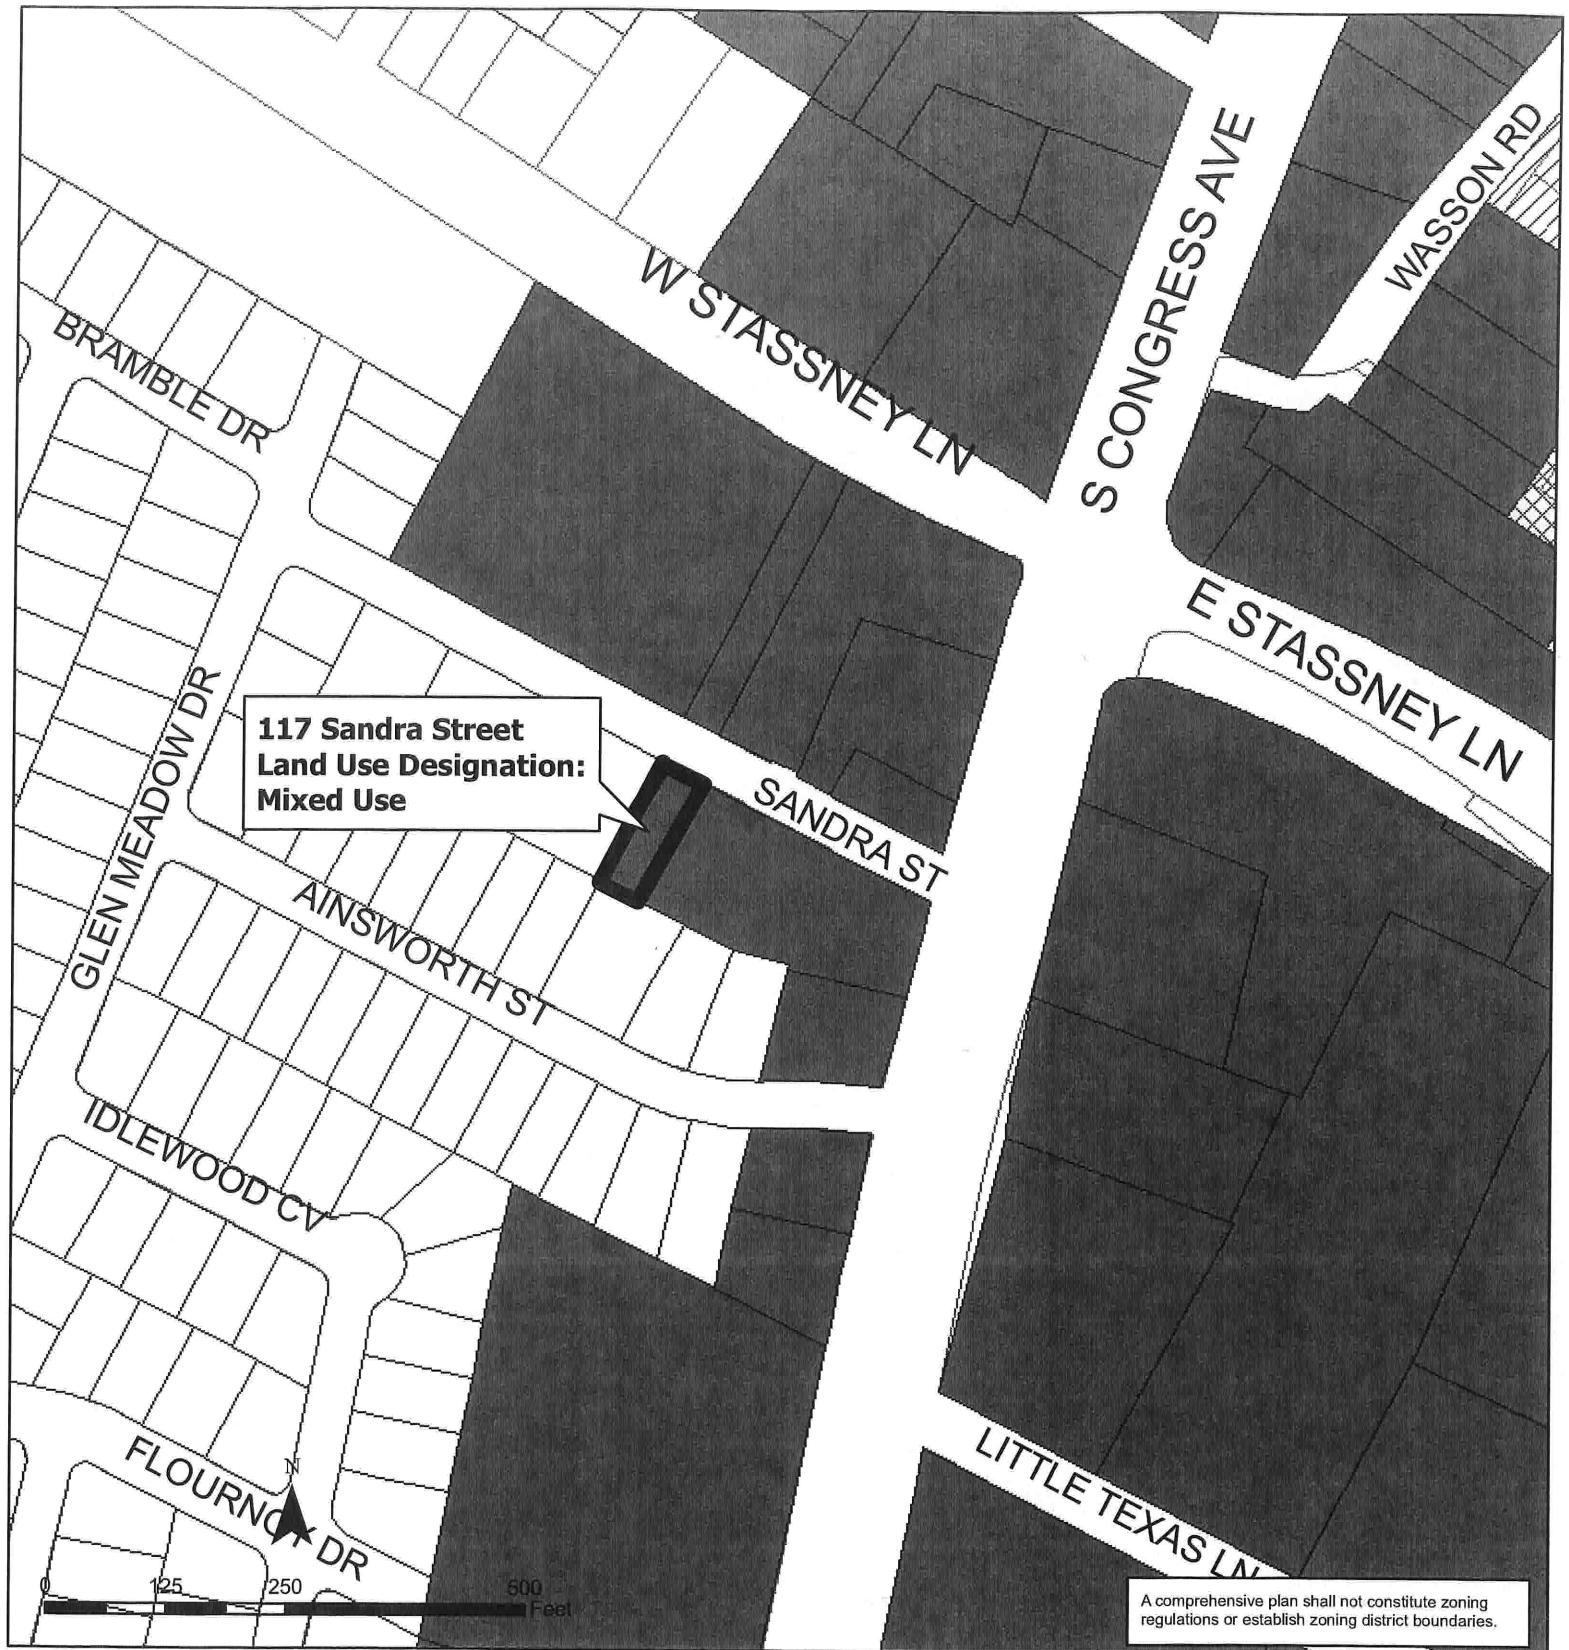 S CONGRESS AVE
WASSON RD
W STASSNEY LN
BRAMBLE DR
E STASSNEY LN
GLEN MEADOW DR
117 Sandra Street
Land Use Designation:
Mixed Use
SANDRA ST
AINSWORTH ST
IDLEWOOD CV
FLOURNOY DR
N
LITTLE TEXAS LN
0 125 250 500
Feet
A comprehensive plan shall not constitute zoning
regulations or establish zoning district boundaries.